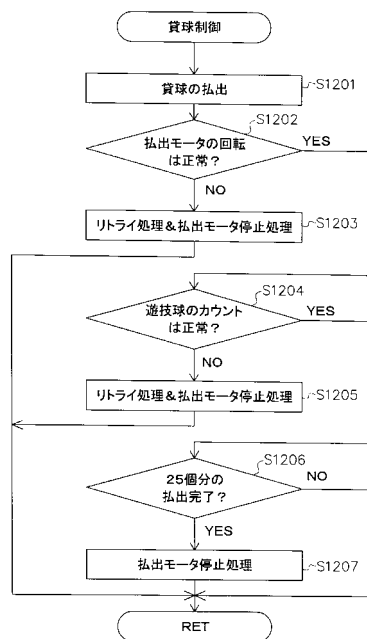 貸球制御
貸球の払出
S1201
S1202
払出モータの回転
は正常?
YES
NO
リトライ処理&払出モータ停止処理
S1203
S1204
遊技球のカウント
は正常?
YES
NO
リトライ処理&払出モータ停止処理
S1205
S1206
25個分の
払出完了?
NO
YES
払出モータ停止処理
S1207
RET